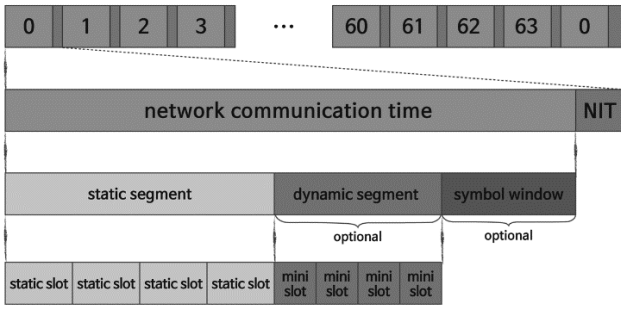 0 1 2 3 ... 60 61 62 63 0
network communication time NIT
static segment dynamic segment symbol window
optional optional
static slot static slot static slot static slot mini slot mini slot mini slot mini slot